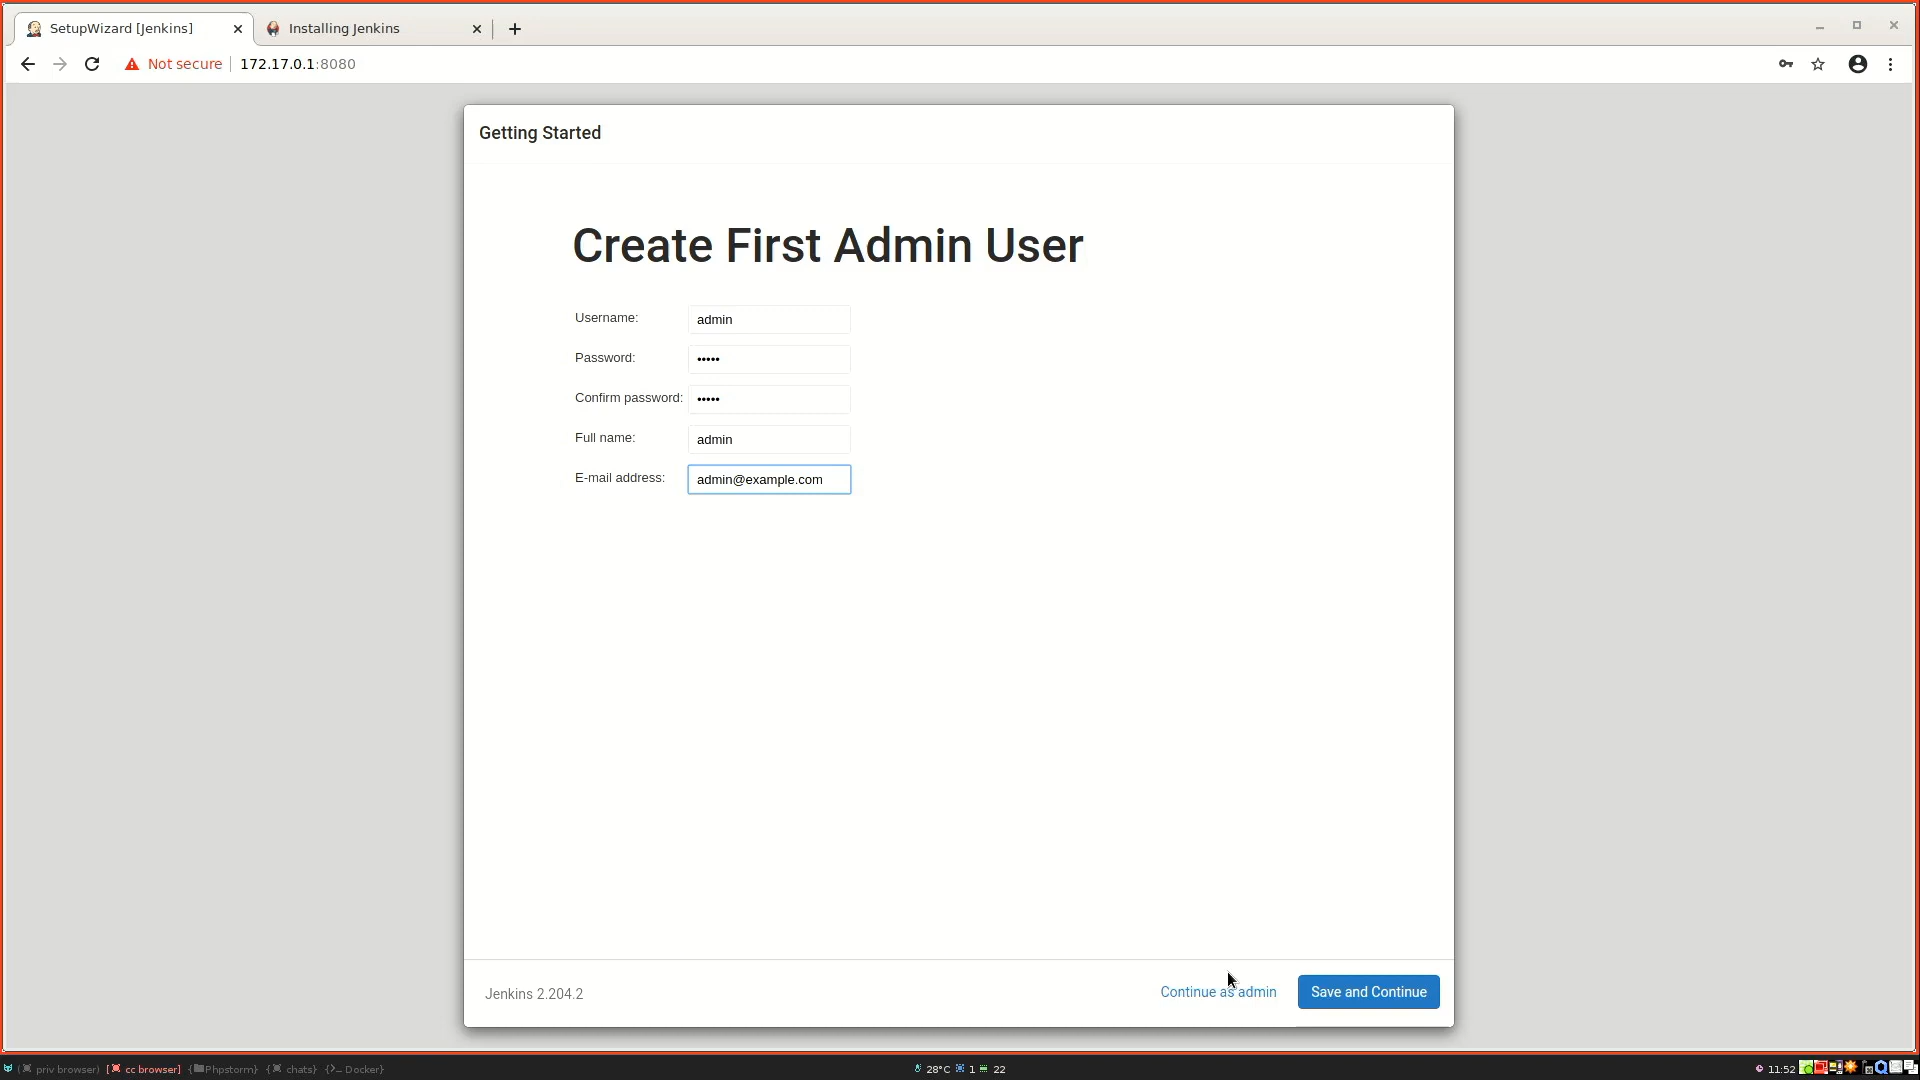 SetupWizard [Jenkins]
Installing Jenkins
Not secure
172.17.0.1:8080
Getting Started
Create First Admin User
Username:
admin
Password:
•••••
Confirm password:
•••••
Full name:
admin
E-mail address:
admin@example.com
Jenkins 2.204.2
Continue as admin
Save and Continue
priv browser) [ cc browser] { Phpstorm} { chats} {>_ Docker}
28°C 1 22
11:52